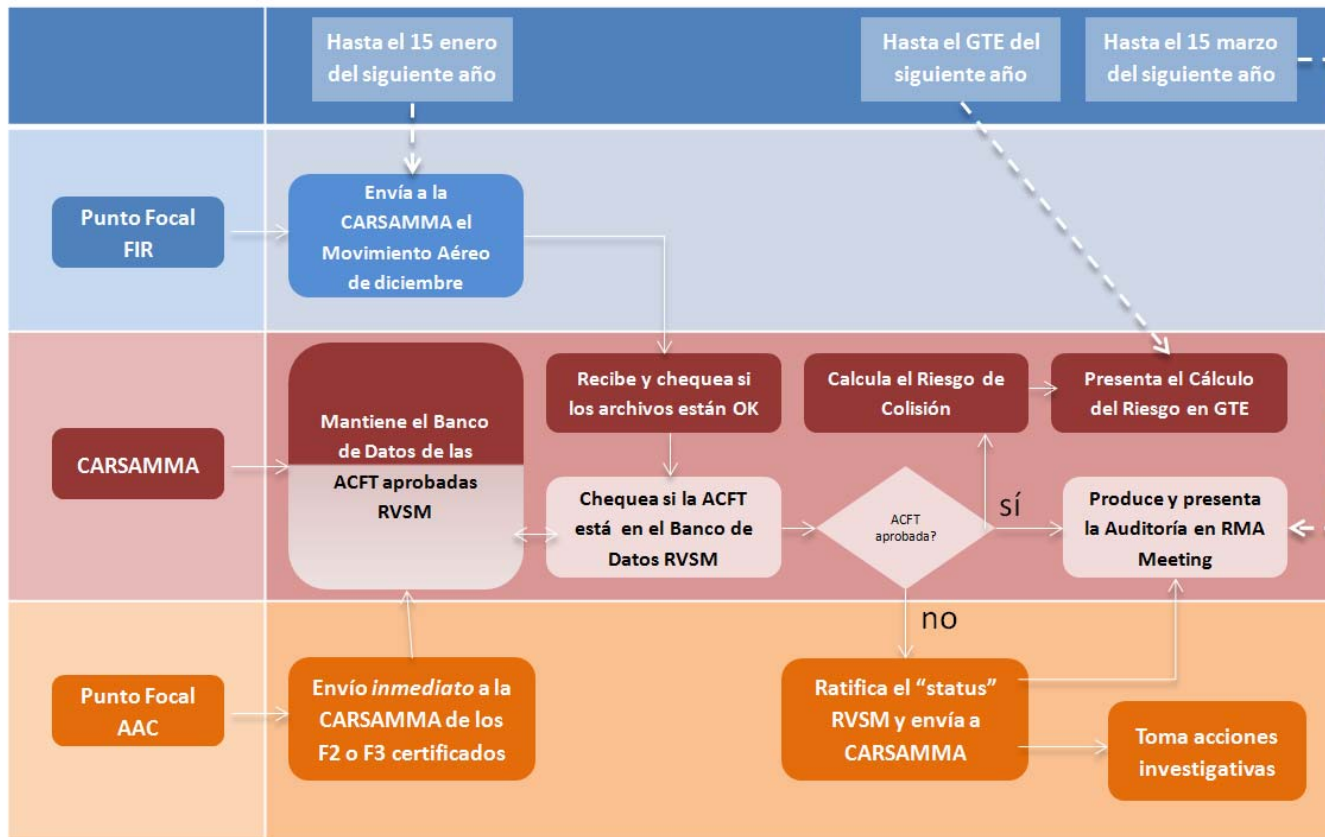 Hasta el 15 enero
del siguiente año
Hasta el GTE del
siguiente año
Hasta el 15 marzo
del siguiente año
Punto Focal
FIR
Envía a la
CARSAMMA el
Movimiento Aéreo
de diciembre
CARSAMMA
Mantiene el Banco
de Datos de las
ACFT aprobadas
RVSM
Recibe y chequea si
los archivos están OK
Calcula el Riesgo de
Colisión
Presenta el Cálculo
del Riesgo en GTE
Chequea si la ACFT
está en el Banco de
Datos RVSM
ACFT
aprobada?
sí
Produce y presenta
la Auditoría en RMA
Meeting
no
Punto Focal
AAC
Envío inmediato a la
CARSAMMA de los
F2 o F3 certificados
Ratifica el “status”
RVSM y envía a
CARSAMMA
Toma acciones
investigativas